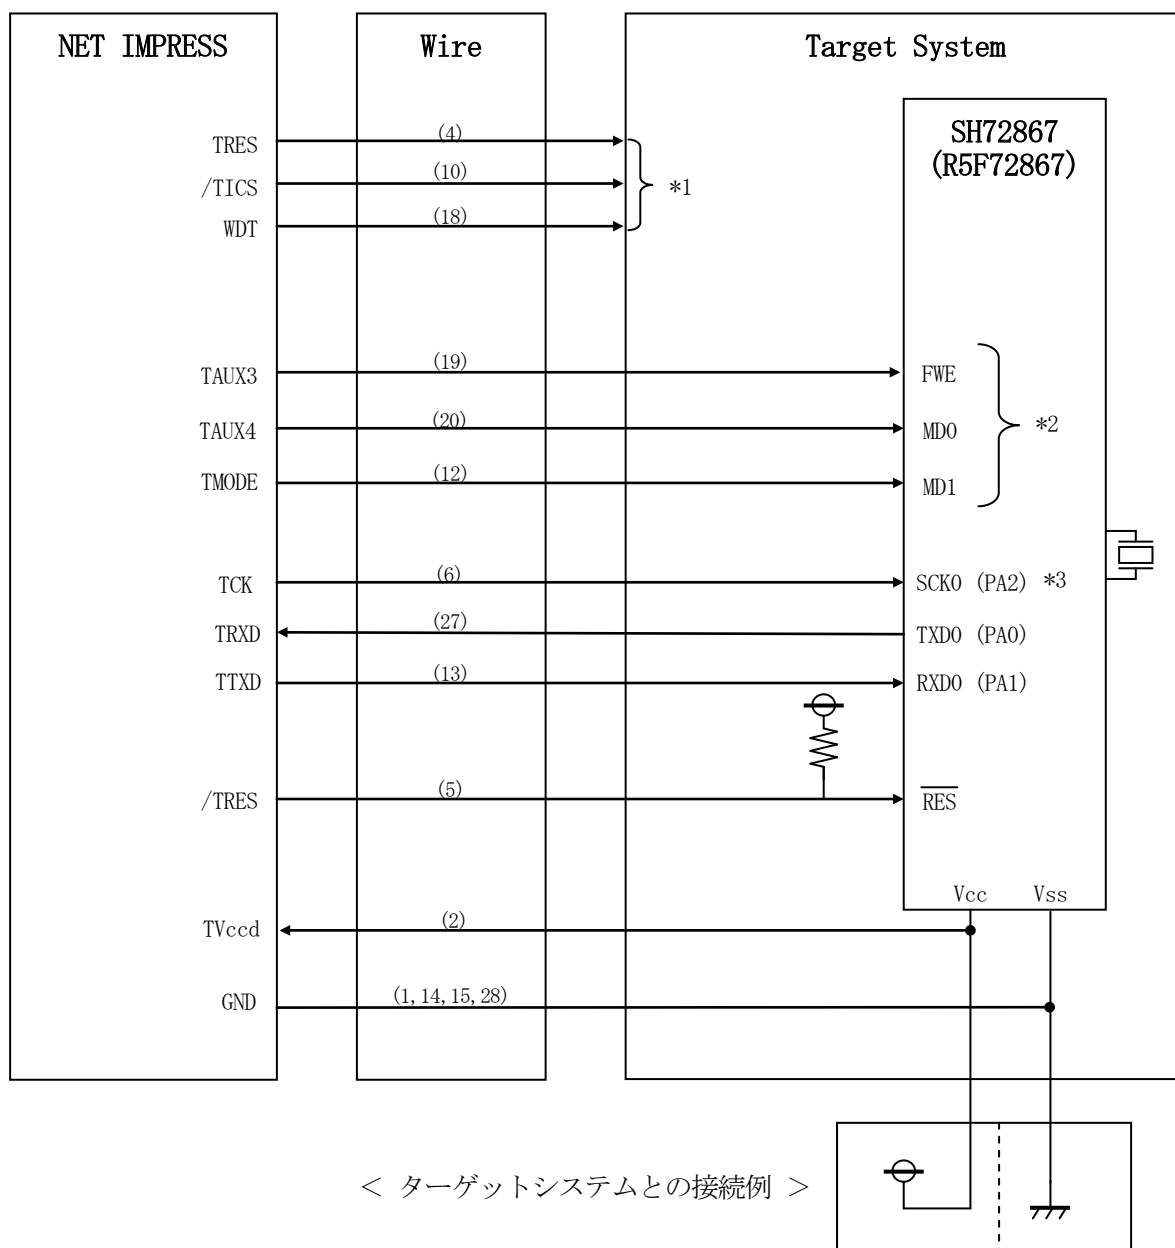 NET IMPRESS
Wire
Target System
SH72867
(R5F72867)
TRES (4)
/TICS (10) *1
WDT (18)
TAUX3 (19) FWE
TAUX4 (20) MD0 *2
TMODE (12) MD1
TCK (6) SCK0 (PA2) *3
TRXD (27) TXD0 (PA0)
TTXD (13) RXD0 (PA1)
/TRES (5) RES
Vcc Vss
TVccd (2)
GND (1,14,15,28)
< ターゲットシステムとの接続例 >